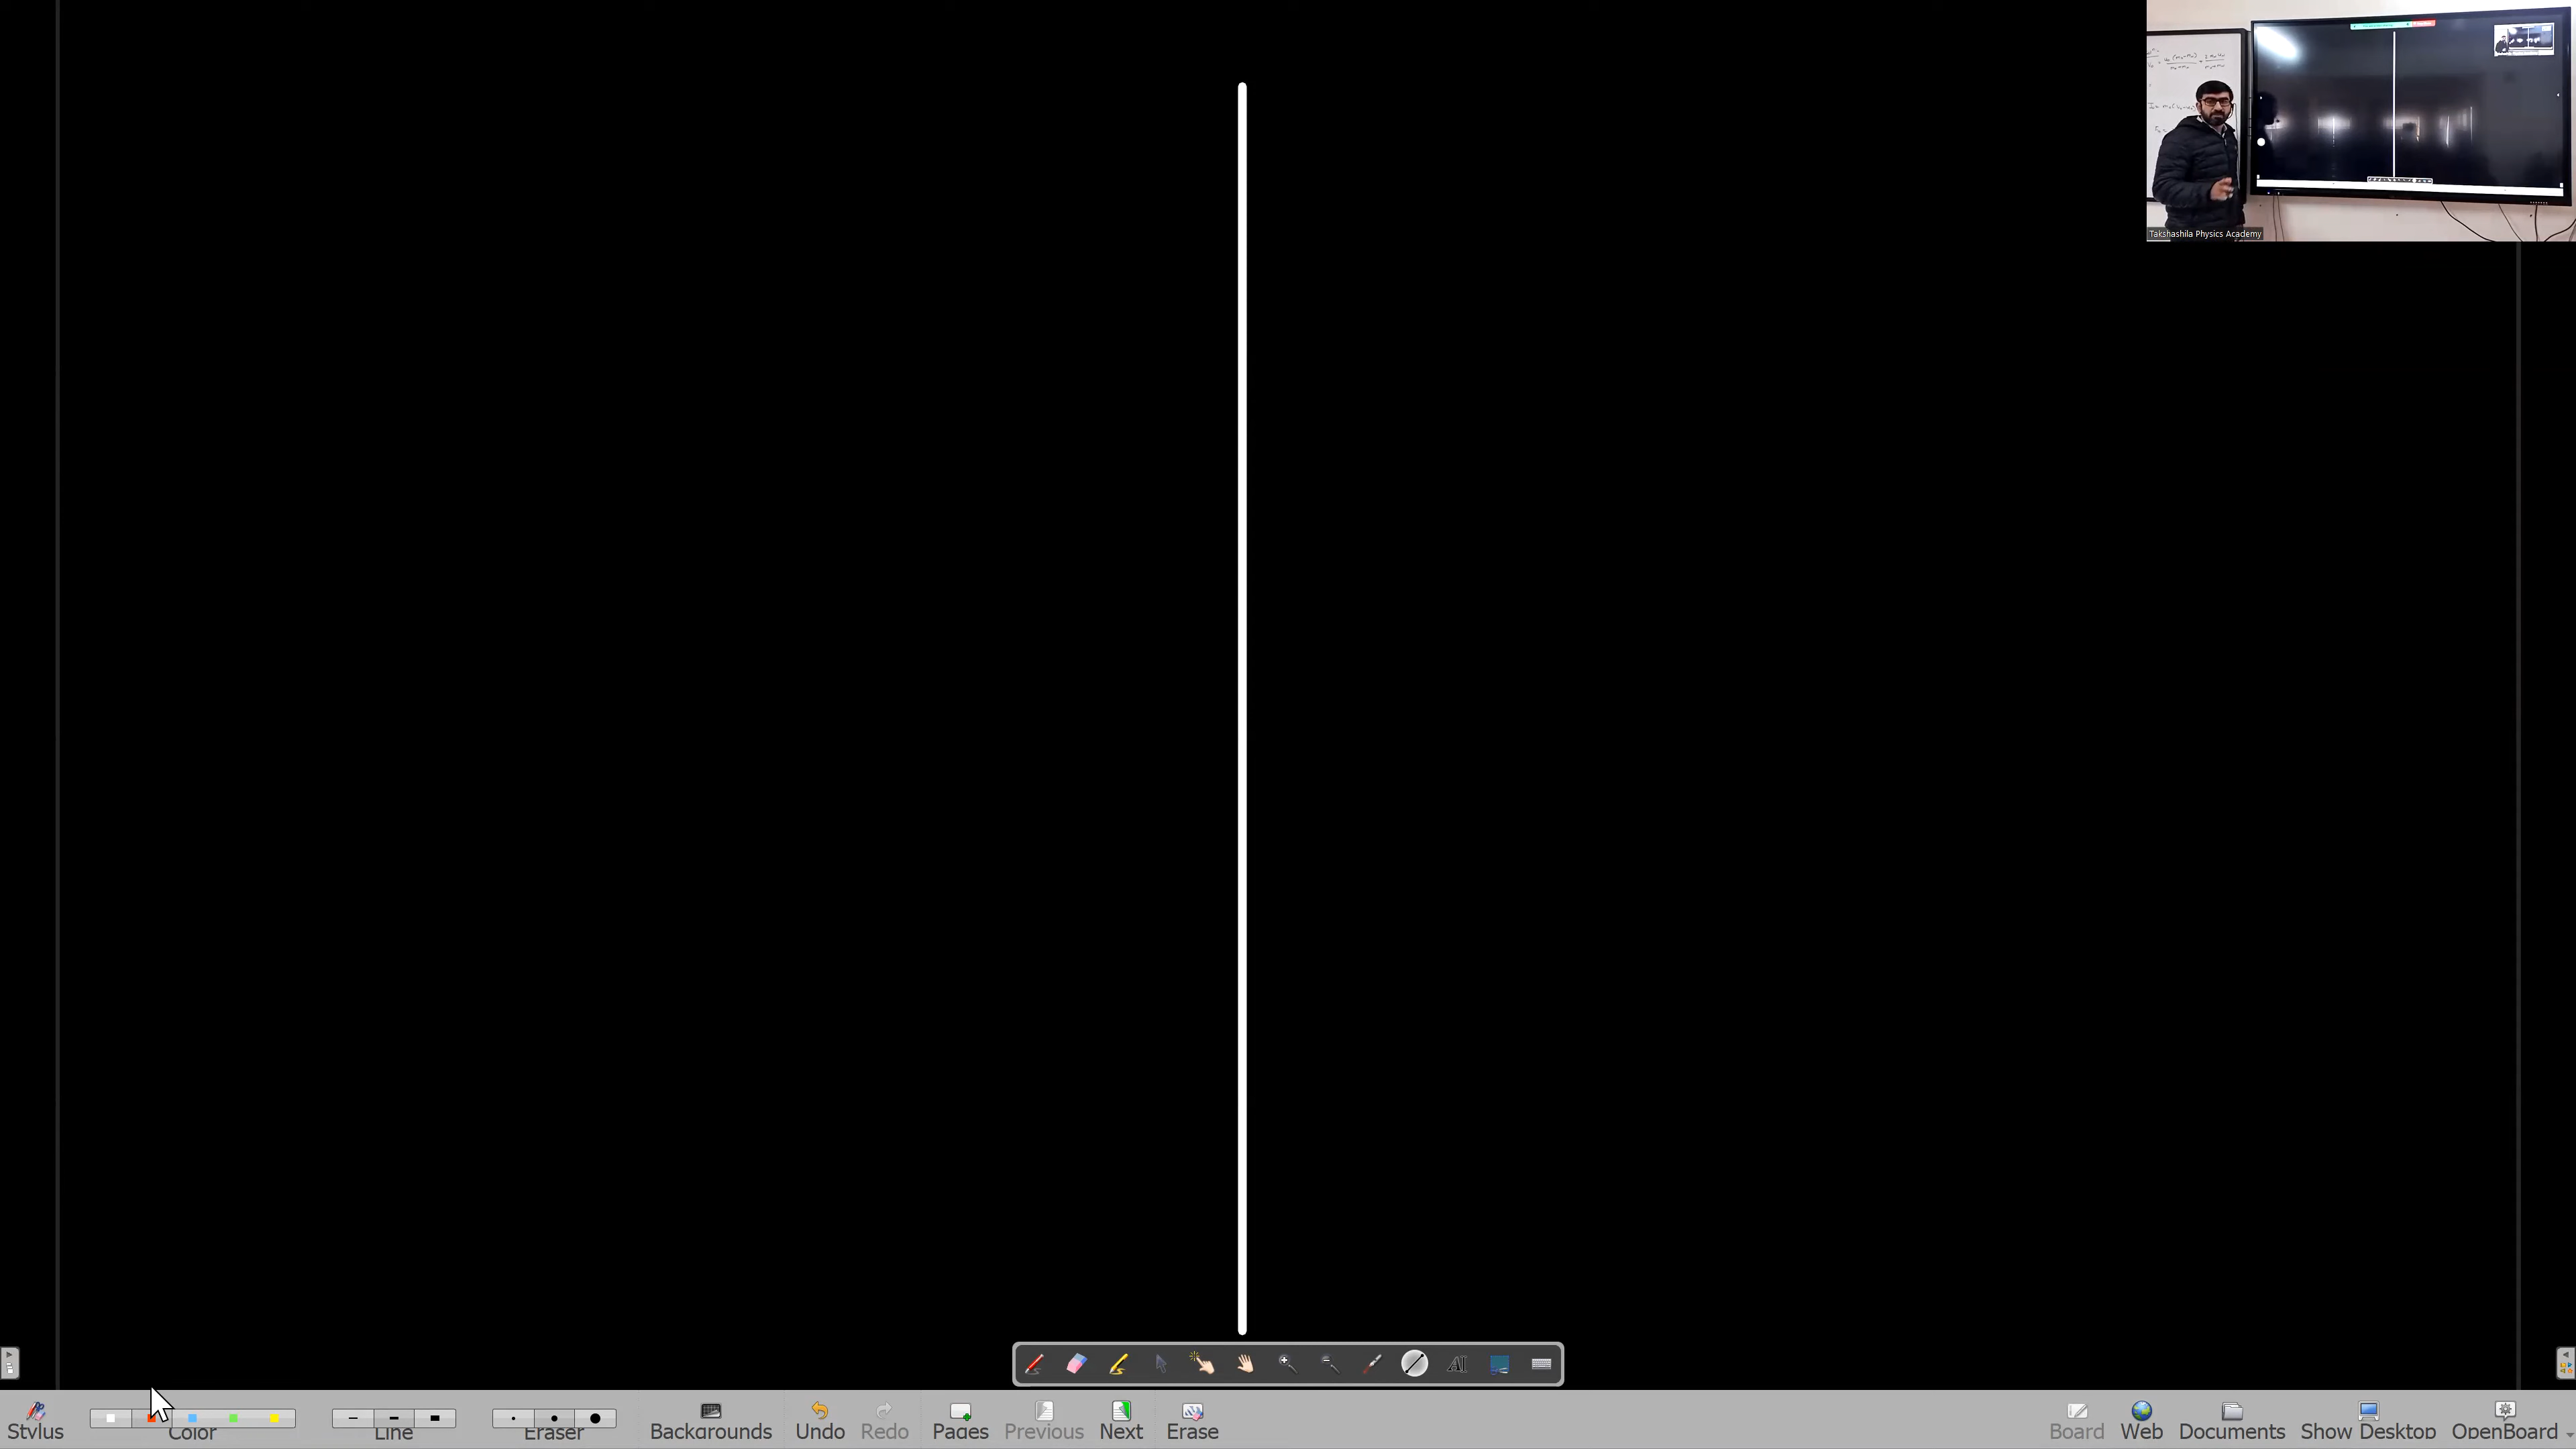 Takshashila Physics Academy
Stylus
Color
Line
Eraser
Backgrounds
Undo
Redo
Pages
Previous
Next
Erase
Board
Web
Documents
Show Desktop
OpenBoard
AI